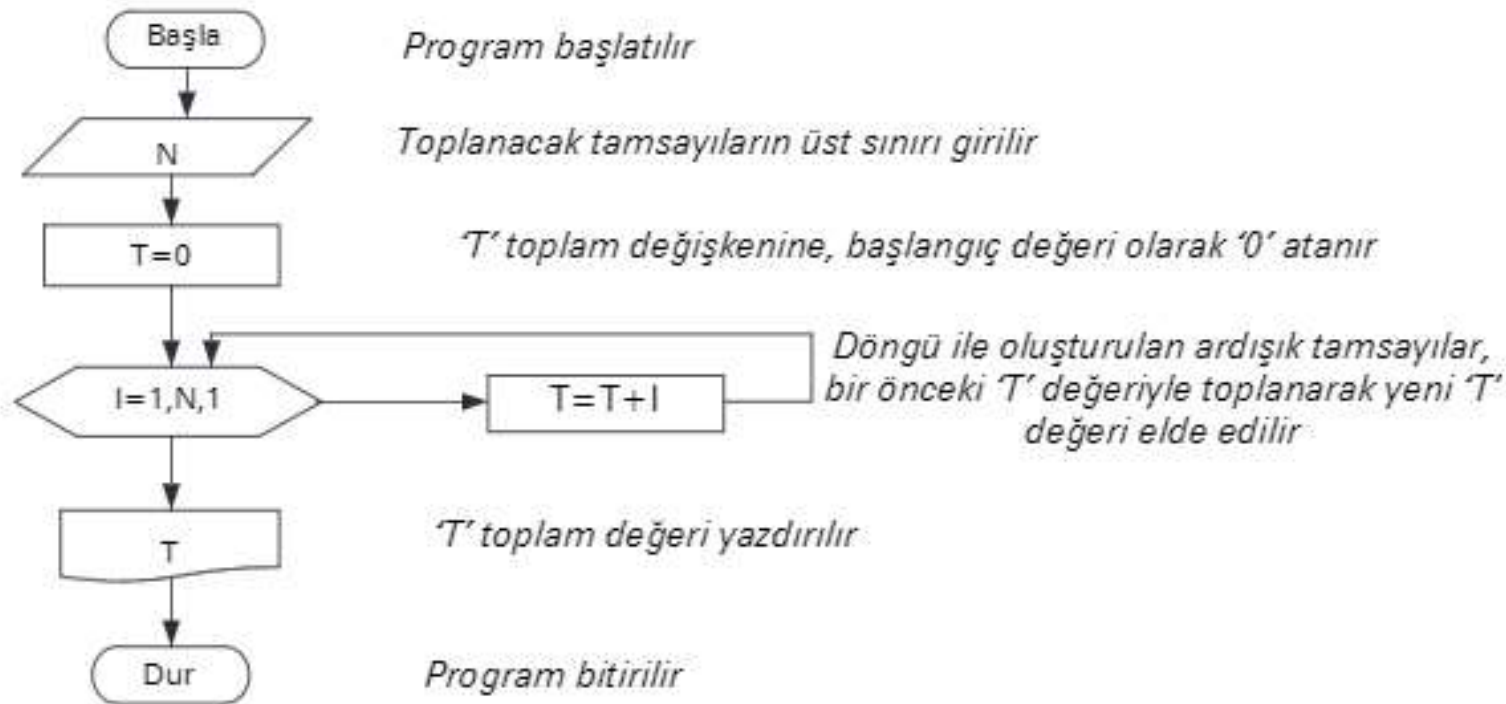 Başla
Program başlatılır
N
Toplanacak tamsayıların üst sınırı girilir
T=0
‘T’ toplam değişkenine, başlangıç değeri olarak ‘0’ atanır
I=1,N,1
T=T+I
Döngü ile oluşturulan ardışık tamsayılar,
bir önceki ‘T’ değeriyle toplanarak yeni ‘T’
değeri elde edilir
T
‘T’ toplam değeri yazdırılır
Dur
Program bitirilir